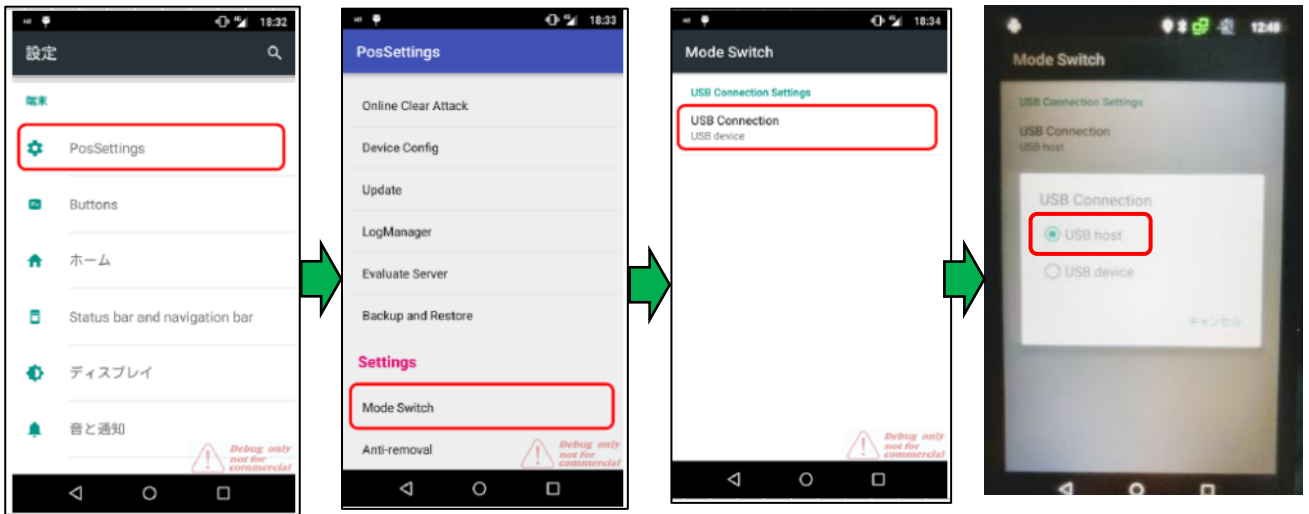 18:32
設定
端末
PosSettings
Buttons
ホーム
Status bar and navigation bar
ディスプレイ
音と通知
Debug only
not for
commercial
18:33
PosSettings
Online Clear Attack
Device Config
Update
LogManager
Evaluate Server
Backup and Restore
Settings
Mode Switch
Anti-removal
Debug only
not for
commercial
18:34
Mode Switch
USB Connection Settings
USB Connection
USB device
Debug only
not for
commercial
Mode Switch
USB Connection Settings
USB Connection
USB host
USB Connection
USB host
USB device
キャンセル